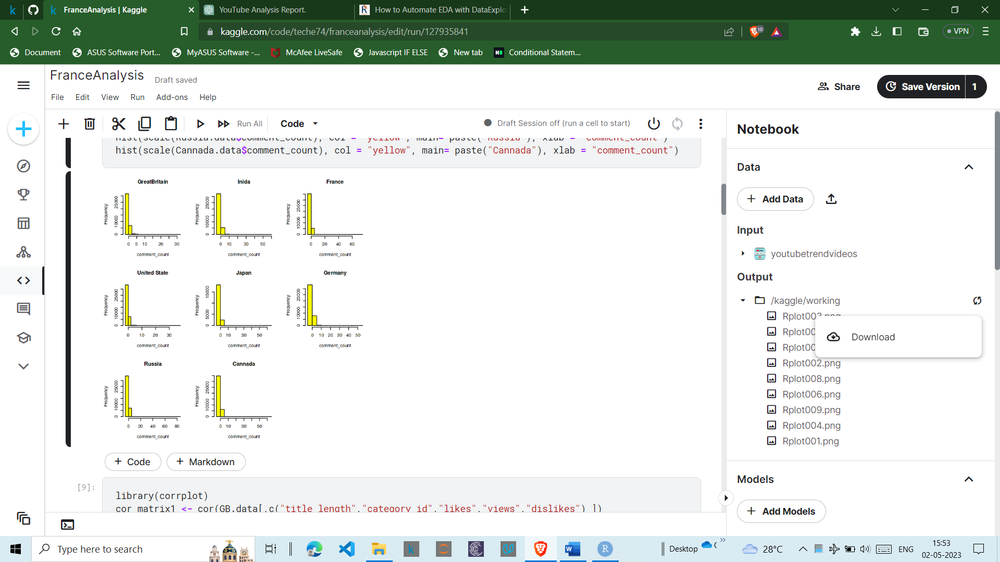 FranceAnalysis | Kaggle
YouTube Analysis Report.
How to Automate EDA with DataExplo
kaggle.com/code/teche74/franceanalysis/edit/run/127935841
10
VPN
Document
ASUS Software Port...
MyASUS Software -...
McAfee LiveSafe
Javascript IF ELSE
New tab
Conditional Statem...
FranceAnalysis
Draft saved
File Edit View Run Add-ons Help
Share
Save Version 1
Run All
Code
Draft Session off (run a cell to start)
hist(scale(Russia.data$comment_count), col = "yellow", main= paste("Russia"), xlab = "comment_count")
hist(scale(Cannada.data$comment_count), col = "yellow", main= paste("Cannada"), xlab = "comment_count")
GreatBritain
Frequency
0 10000 25000
0 5 10 20 30
comment_count
Inida
Frequency
0 10000 25000
0 10 30 50
comment_count
France
Frequency
0 10000 25000
0 20 40 60
comment_count
United State
Frequency
0 10000 25000
0 10 20 30
comment_count
Japan
Frequency
0 5000 15000
0 10 30 50
comment_count
Germany
Frequency
0 10000 25000
0 10 20 30 40 50
comment_count
Russia
Frequency
0 10000 25000
0 20 40 60 80
comment_count
Cannada
Frequency
0 10000 25000
0 10 30 50
comment_count
+ Code
+ Markdown
[9]:
library(corrplot)
cor_matrix1 <- cor(GB.data[,c("title_length","category_id","likes","views","dislikes") ])
Notebook
Data
+ Add Data
Input
youtubetrendvideos
Output
/kaggle/working
Rplot003.png
Rplot00
Rplot00
Download
Rplot002.png
Rplot008.png
Rplot006.png
Rplot009.png
Rplot004.png
Rplot001.png
Models
+ Add Models
Type here to search
Desktop
28°C
ENG
15:53
02-05-2023